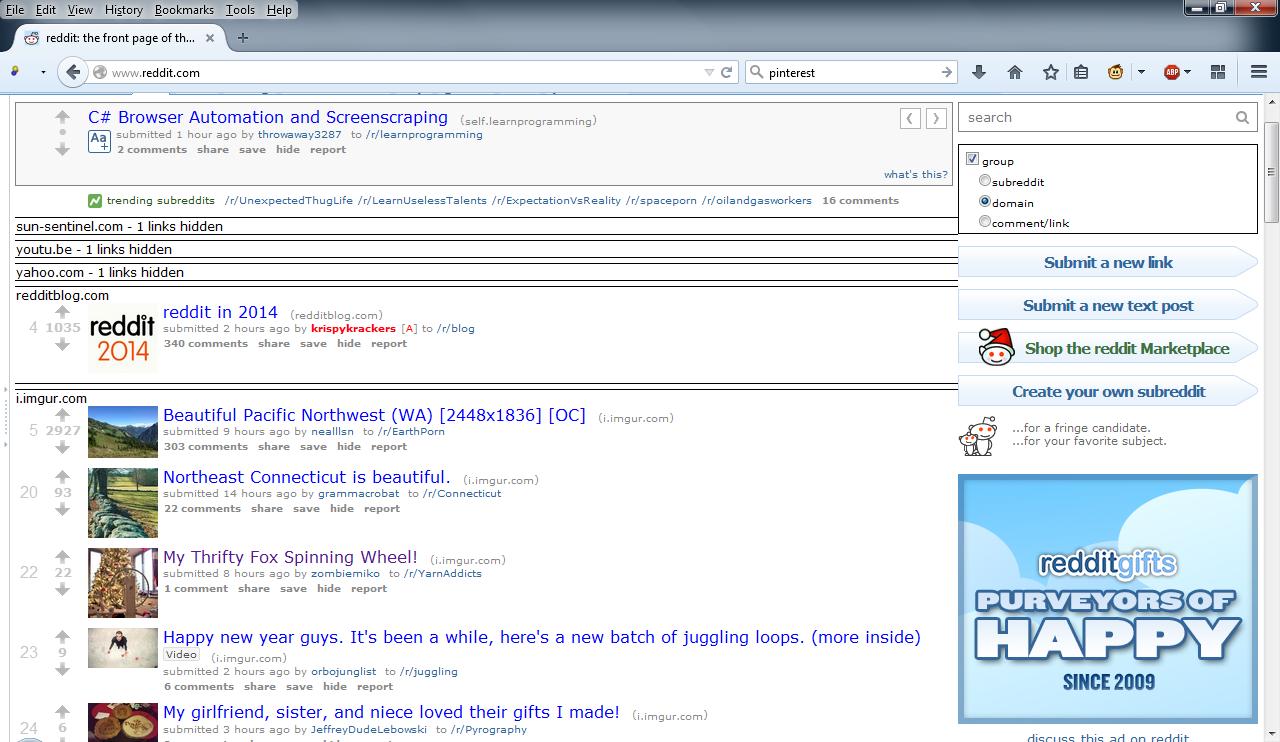 File Edit View History Bookmarks Tools Help
reddit: the front page of th...
www.reddit.com
pinterest
ABP
C# Browser Automation and Screenscraping (self.learnprogramming)
Aa+
submitted 1 hour ago by throwaway3287 to /r/learnprogramming
2 comments share save hide report
what's this?
trending subreddits /r/UnexpectedThugLife /r/LearnUselessTalents /r/ExpectationVsReality /r/spaceporn /r/oilandgasworkers 16 comments
sun-sentinel.com - 1 links hidden
youtu.be - 1 links hidden
yahoo.com - 1 links hidden
redditblog.com
4 1035
reddit 2014
reddit in 2014 (redditblog.com)
submitted 2 hours ago by krispykrackers [A] to /r/blog
340 comments share save hide report
i.imgur.com
5 2927
Beautiful Pacific Northwest (WA) [2448x1836] [OC] (i.imgur.com)
submitted 9 hours ago by nealllsn to /r/EarthPorn
303 comments share save hide report
20 93
Northeast Connecticut is beautiful. (i.imgur.com)
submitted 14 hours ago by grammacrobat to /r/Connecticut
22 comments share save hide report
22 22
My Thrifty Fox Spinning Wheel! (i.imgur.com)
submitted 8 hours ago by zombiemiko to /r/YarnAddicts
1 comment share save hide report
23 9
Happy new year guys. It's been a while, here's a new batch of juggling loops. (more inside)
Video (i.imgur.com)
submitted 2 hours ago by orbojunglist to /r/juggling
6 comments share save hide report
24 6
My girlfriend, sister, and niece loved their gifts I made! (i.imgur.com)
submitted 3 hours ago by JeffreyDudeLebowski to /r/Pyrography
search
group
subreddit
domain
comment/link
Submit a new link
Submit a new text post
Shop the reddit Marketplace
Create your own subreddit
...for a fringe candidate.
...for your favorite subject.
redditgifts
PURVEYORS OF
HAPPY
SINCE 2009
discuss this ad on reddit